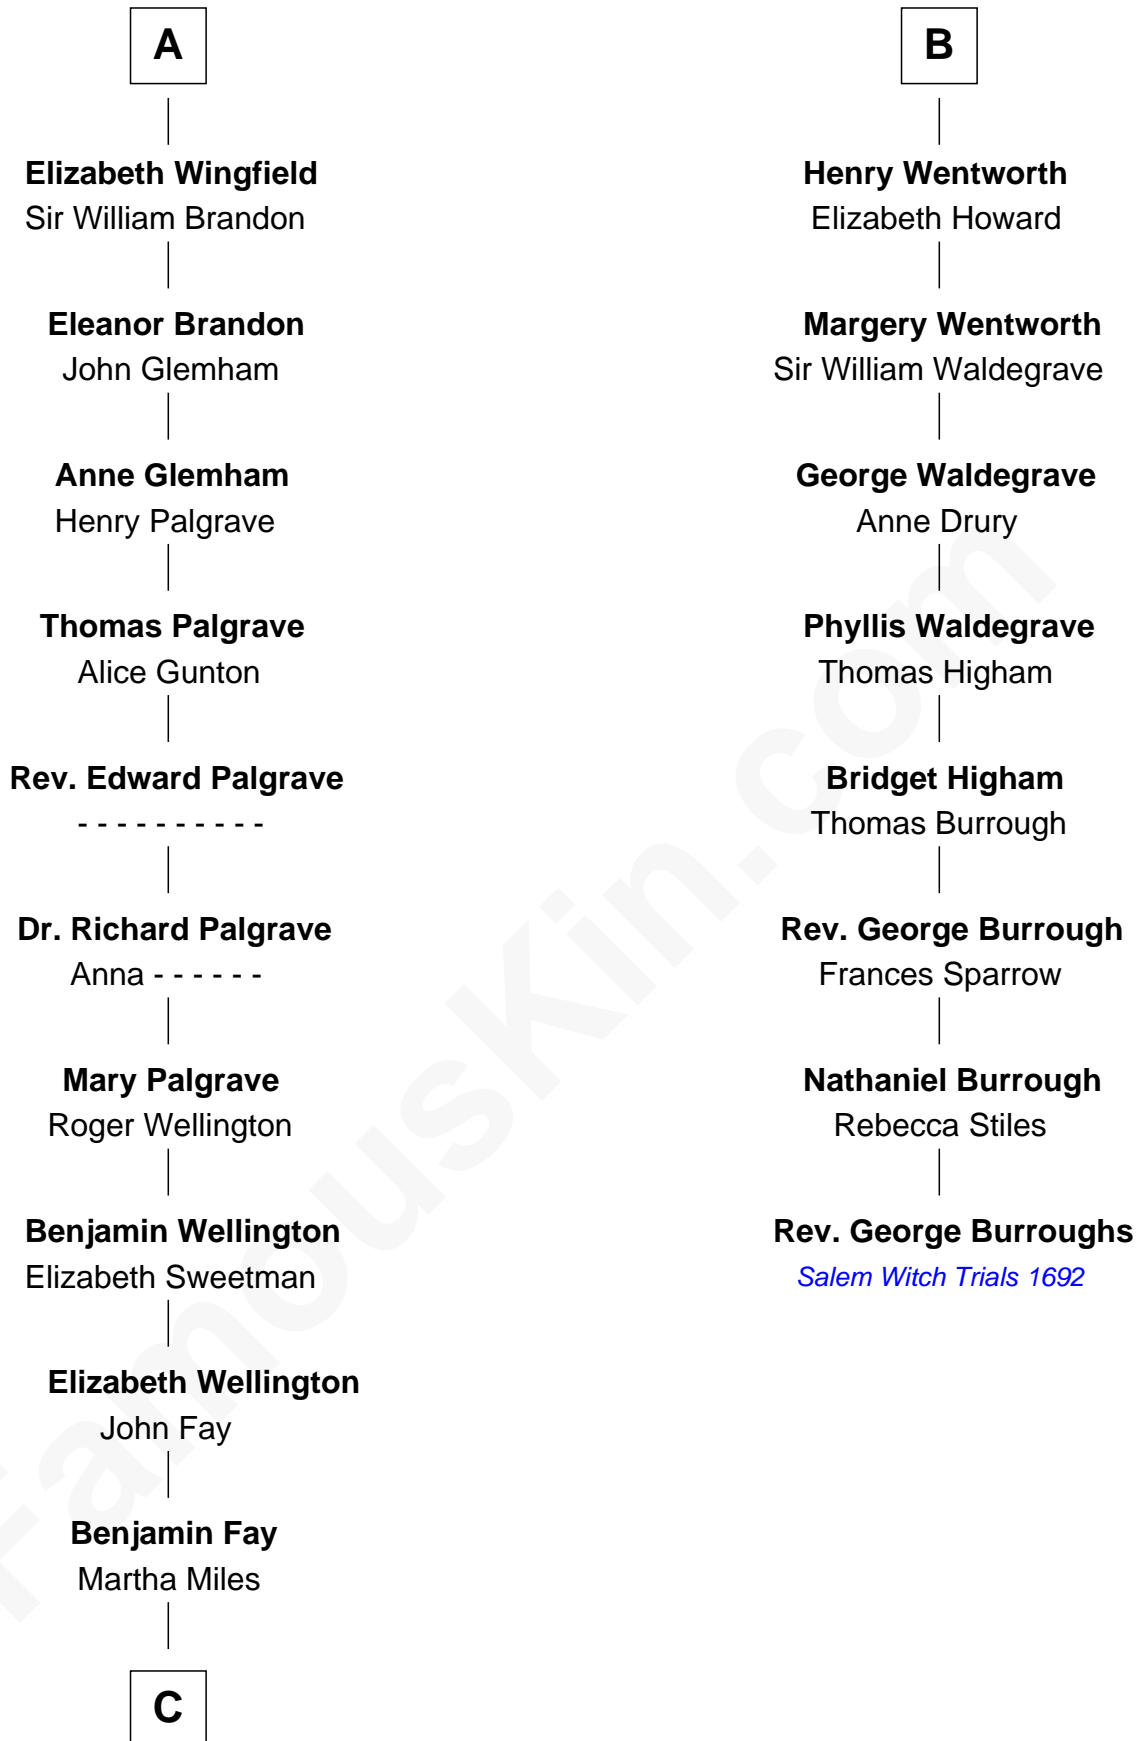 A
Elizabeth Wingfield
Sir William Brandon
Eleanor Brandon
John Glemham
Anne Glemham
Henry Palgrave
Thomas Palgrave
Alice Gunton
Rev. Edward Palgrave
- - - - - - - - - -
Dr. Richard Palgrave
Anna - - - - - -
Mary Palgrave
Roger Wellington
Benjamin Wellington
Elizabeth Sweetman
Elizabeth Wellington
John Fay
Benjamin Fay
Martha Miles
C
B
Henry Wentworth
Elizabeth Howard
Margery Wentworth
Sir William Waldegrave
George Waldegrave
Anne Drury
Phyllis Waldegrave
Thomas Higham
Bridget Higham
Thomas Burrough
Rev. George Burrough
Frances Sparrow
Nathaniel Burrough
Rebecca Stiles
Rev. George Burroughs
Salem Witch Trials 1692
FamousKin.com